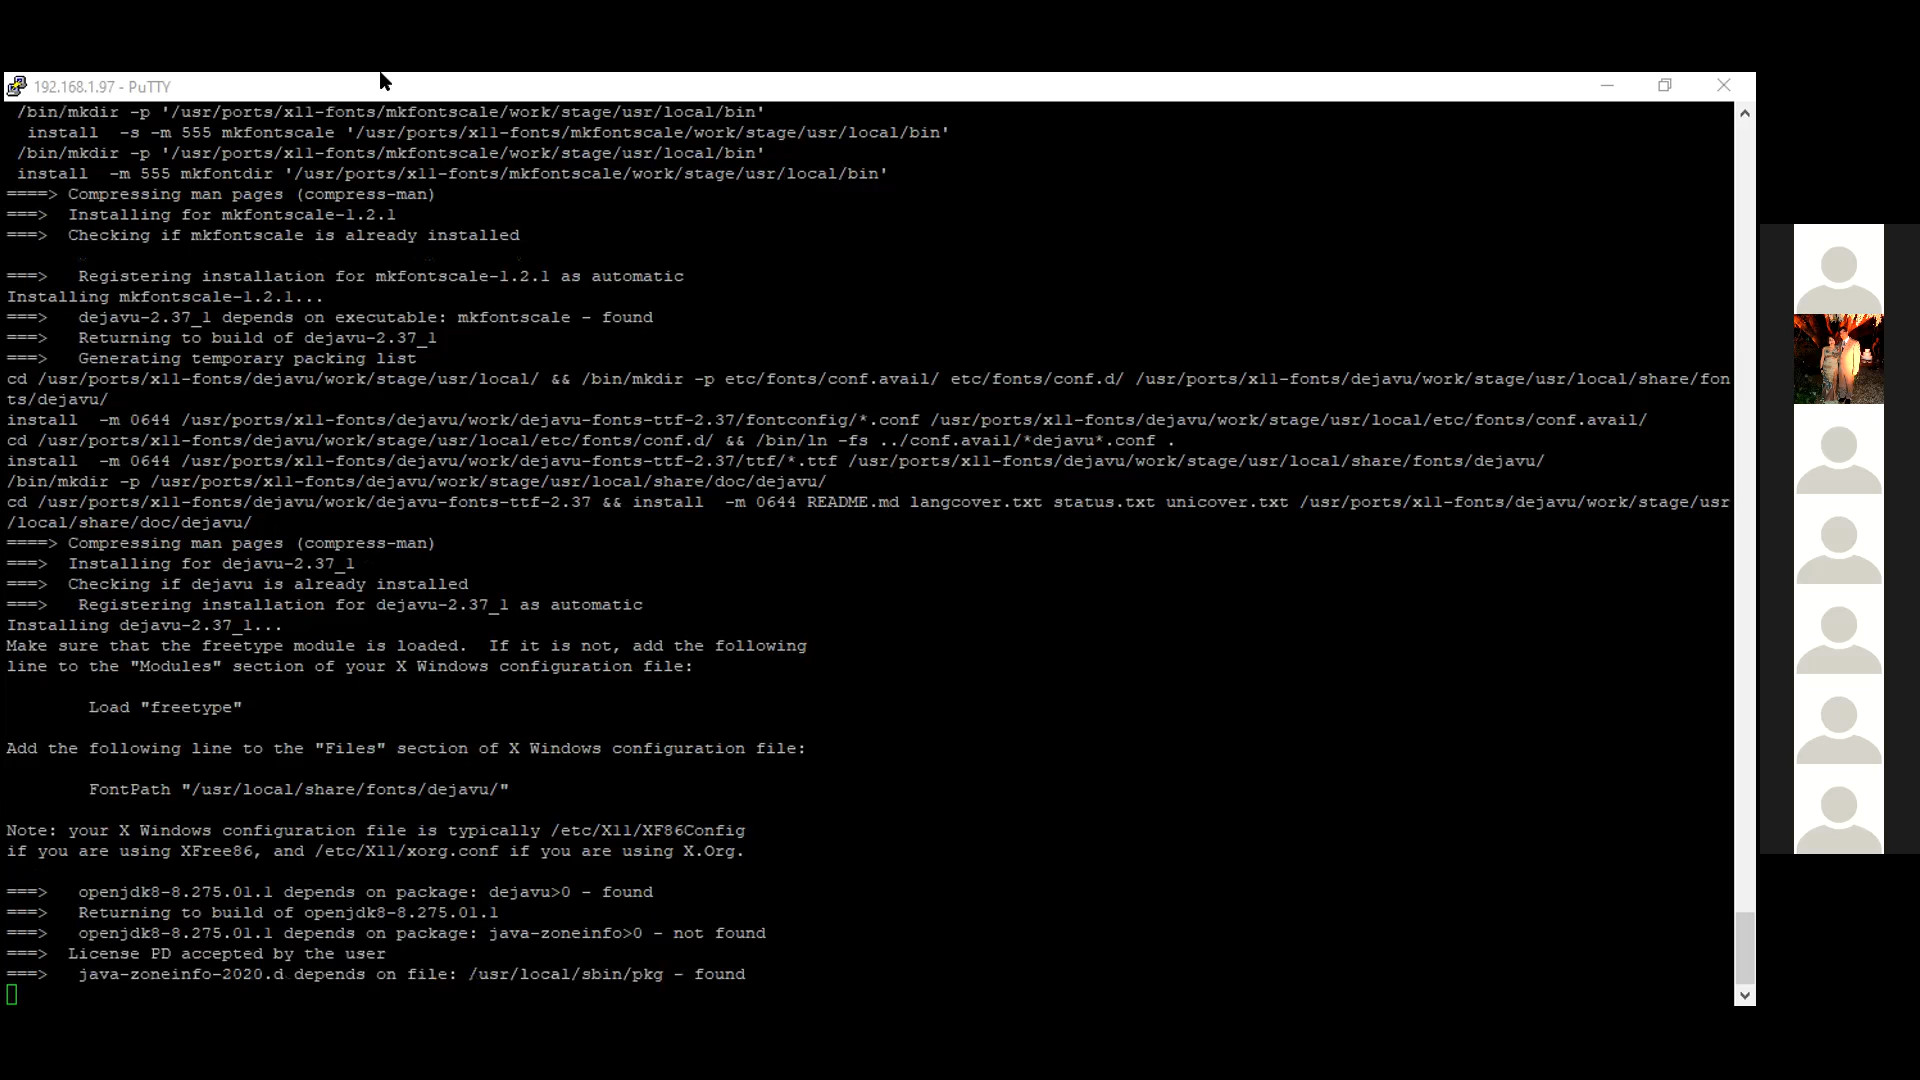 192.168.1.97 - PuTTY
/bin/mkdir -p '/usr/ports/x11-fonts/mkfontscale/work/stage/usr/local/bin'
install  -s -m 555 mkfontscale '/usr/ports/x11-fonts/mkfontscale/work/stage/usr/local/bin'
/bin/mkdir -p '/usr/ports/x11-fonts/mkfontscale/work/stage/usr/local/bin'
install  -m 555 mkfontdir '/usr/ports/x11-fonts/mkfontscale/work/stage/usr/local/bin'
====> Compressing man pages (compress-man)
===>  Installing for mkfontscale-1.2.1
===>  Checking if mkfontscale is already installed
===>   Registering installation for mkfontscale-1.2.1 as automatic
Installing mkfontscale-1.2.1...
===>   dejavu-2.37_1 depends on executable: mkfontscale - found
===>   Returning to build of dejavu-2.37_1
===>   Generating temporary packing list
cd /usr/ports/x11-fonts/dejavu/work/stage/usr/local/ && /bin/mkdir -p etc/fonts/conf.avail/ etc/fonts/conf.d/ /usr/ports/x11-fonts/dejavu/work/stage/usr/local/share/fon
ts/dejavu/
install  -m 0644 /usr/ports/x11-fonts/dejavu/work/dejavu-fonts-ttf-2.37/fontconfig/*.conf /usr/ports/x11-fonts/dejavu/work/stage/usr/local/etc/fonts/conf.avail/
cd /usr/ports/x11-fonts/dejavu/work/stage/usr/local/etc/fonts/conf.d/ && /bin/ln -fs ../conf.avail/*dejavu*.conf .
install  -m 0644 /usr/ports/x11-fonts/dejavu/work/dejavu-fonts-ttf-2.37/ttf/*.ttf /usr/ports/x11-fonts/dejavu/work/stage/usr/local/share/fonts/dejavu/
/bin/mkdir -p /usr/ports/x11-fonts/dejavu/work/stage/usr/local/share/doc/dejavu/
cd /usr/ports/x11-fonts/dejavu/work/dejavu-fonts-ttf-2.37 && install  -m 0644 README.md langcover.txt status.txt unicover.txt /usr/ports/x11-fonts/dejavu/work/stage/usr
/local/share/doc/dejavu/
====> Compressing man pages (compress-man)
===>  Installing for dejavu-2.37_1
===>  Checking if dejavu is already installed
===>   Registering installation for dejavu-2.37_1 as automatic
Installing dejavu-2.37_1...
Make sure that the freetype module is loaded.  If it is not, add the following
line to the "Modules" section of your X Windows configuration file:
Load "freetype"
Add the following line to the "Files" section of X Windows configuration file:
FontPath "/usr/local/share/fonts/dejavu/"
Note: your X Windows configuration file is typically /etc/X11/XF86Config
if you are using XFree86, and /etc/X11/xorg.conf if you are using X.Org.
===>   openjdk8-8.275.01.1 depends on package: dejavu>0 - found
===>   Returning to build of openjdk8-8.275.01.1
===>   openjdk8-8.275.01.1 depends on package: java-zoneinfo>0 - not found
===>  License PD accepted by the user
===>   java-zoneinfo-2020.d depends on file: /usr/local/sbin/pkg - found